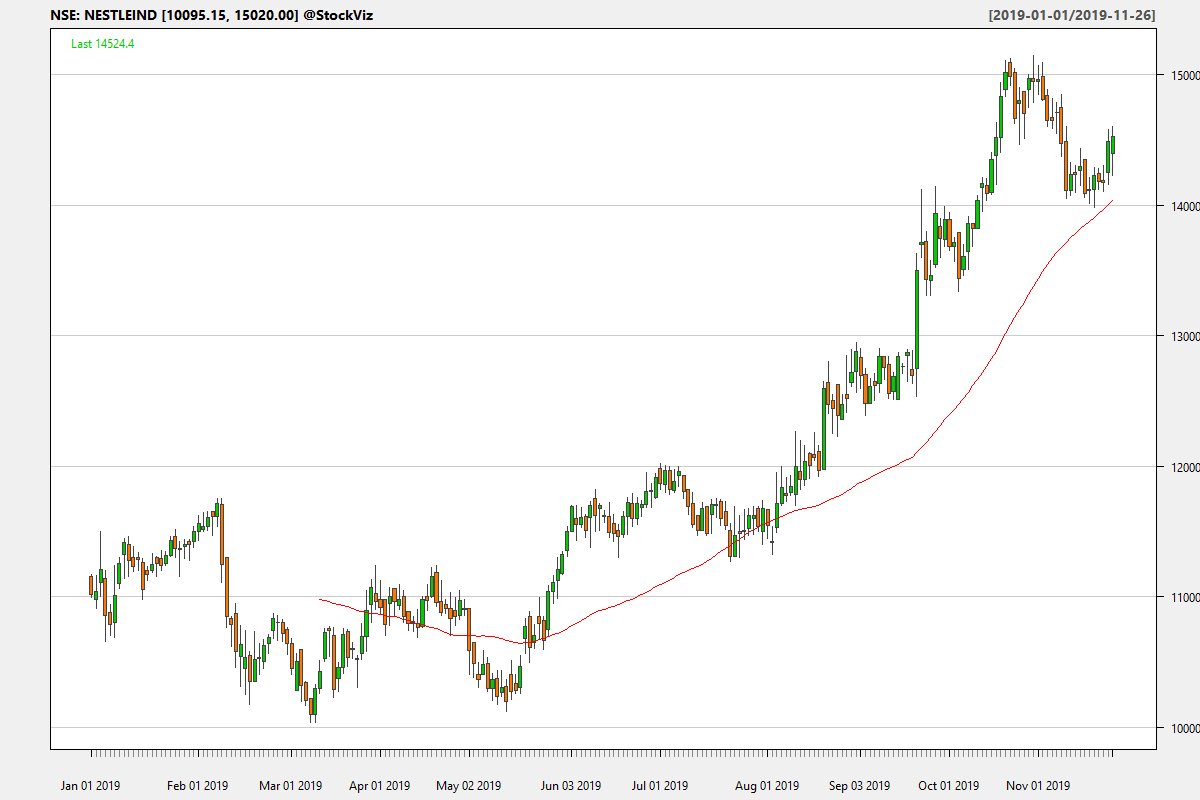 NSE: NESTLEIND [10095.15, 15020.00] @StockViz
[2019-01-01/2019-11-26]
Last 14524.4
15000
14000
13000
12000
11000
10000
Jan 01 2019
Feb 01 2019
Mar 01 2019
Apr 01 2019
May 02 2019
Jun 03 2019
Jul 01 2019
Aug 01 2019
Sep 03 2019
Oct 01 2019
Nov 01 2019